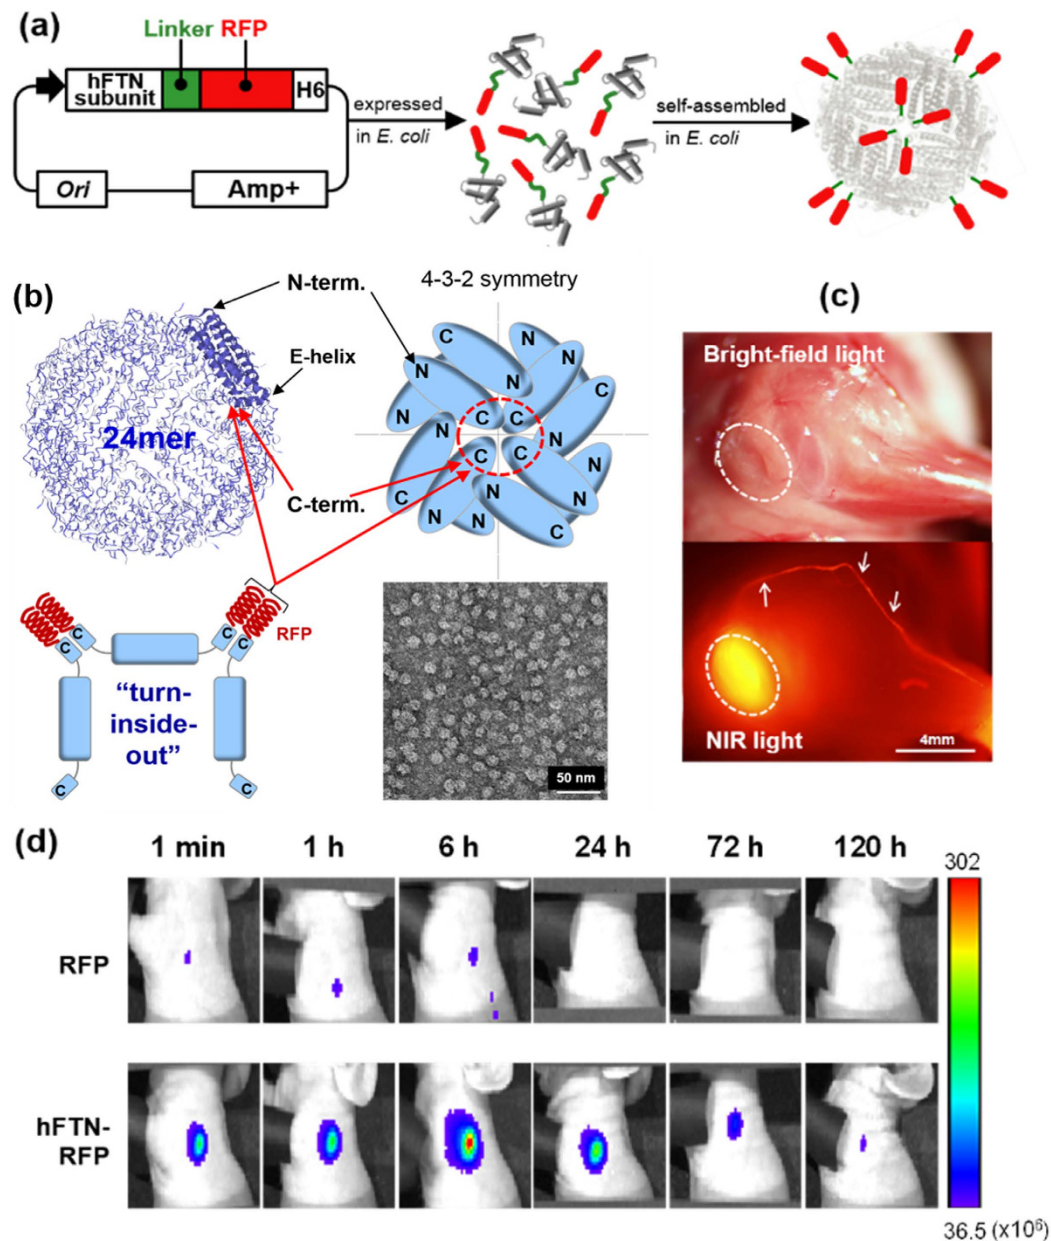 (a)
Linker RFP
hFTN
subunit
H6
Ori
Amp+
expressed
in E. coli
self-assembled
in E. coli
(b)
N-term.
E-helix
24mer
C-term.
4-3-2 symmetry
C N
N N
N C
N N C C N
C C N
C N N
N N C
RFP
C C C C
“turn-
inside-
out”
C C
50 nm
(c)
Bright-field light
NIR light
4mm
(d)
1 min 1 h 6 h 24 h 72 h 120 h
RFP
hFTN-
RFP
302
36.5 (x10⁶)